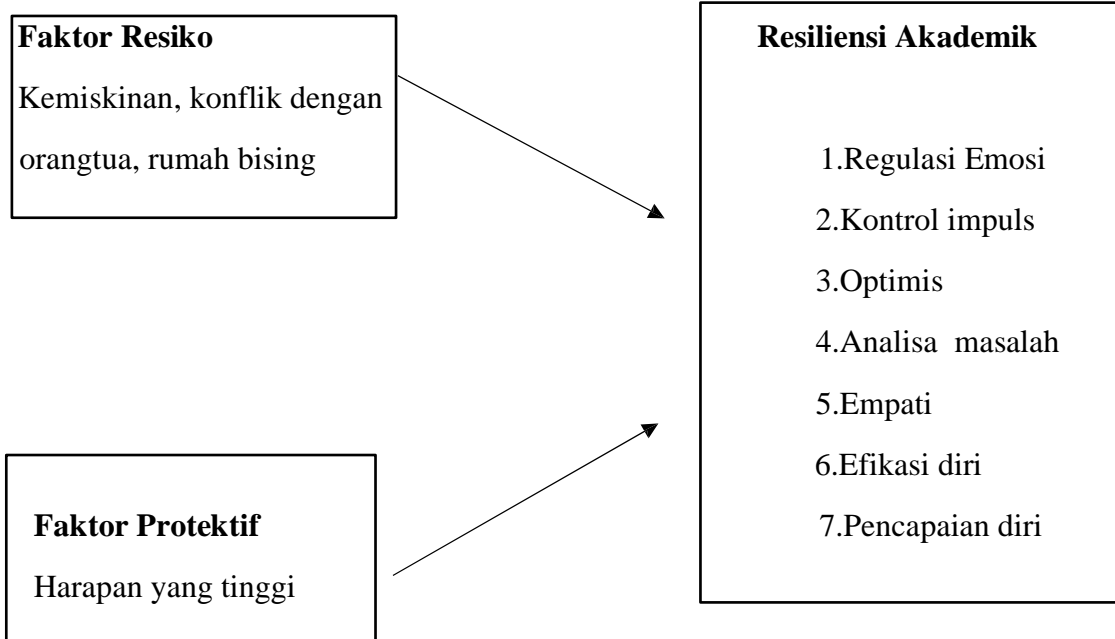 Faktor Resiko
Kemiskinan, konflik dengan
orangtua, rumah bising
Faktor Protektif
Harapan yang tinggi
Resiliensi Akademik
1.Regulasi Emosi
2.Kontrol impuls
3.Optimis
4.Analisa masalah
5.Empati
6.Efikasi diri
7.Pencapaian diri